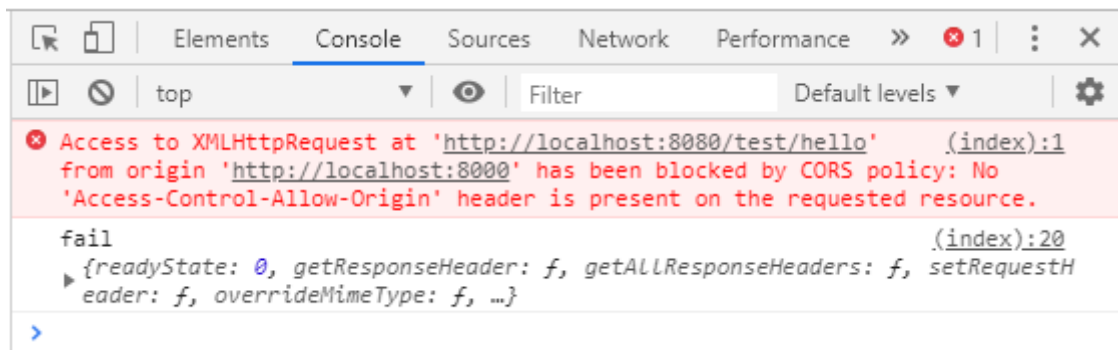 Elements Console Sources Network Performance » 1
top Filter Default levels
Access to XMLHttpRequest at 'http://localhost:8080/test/hello' (index):1
from origin 'http://localhost:8000' has been blocked by CORS policy: No
'Access-Control-Allow-Origin' header is present on the requested resource.
fail (index):20
{readyState: 0, getResponseHeader: ƒ, getAllResponseHeaders: ƒ, setRequestH
eader: ƒ, overrideMimeType: ƒ, …}